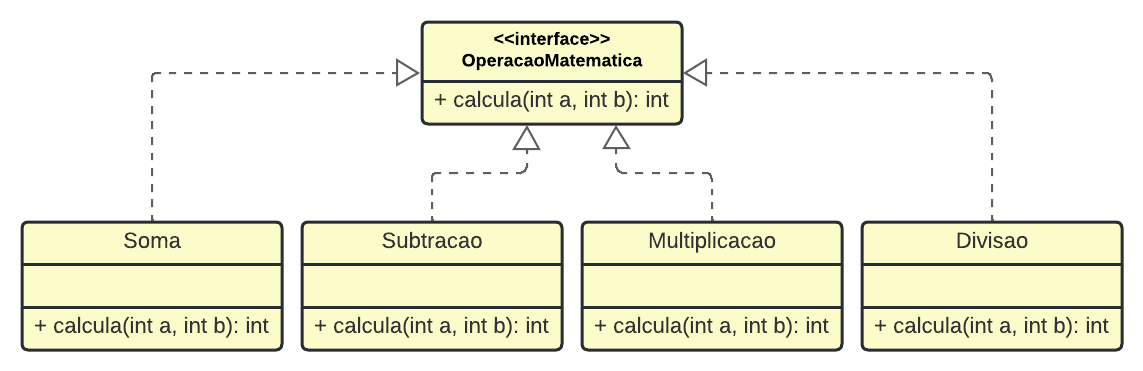 <<interface>>
OperacaoMatematica
+ calcula(int a, int b): int
Soma
+ calcula(int a, int b): int
Subtracao
+ calcula(int a, int b): int
Multiplicacao
+ calcula(int a, int b): int
Divisao
+ calcula(int a, int b): int